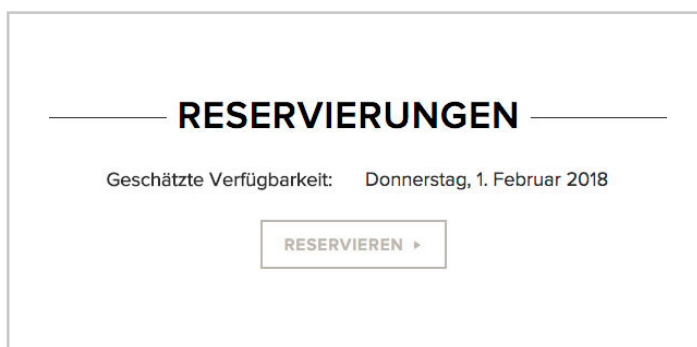 RESERVIERUNGEN
Geschätzte Verfügbarkeit: Donnerstag, 1. Februar 2018
RESERVIEREN ▸